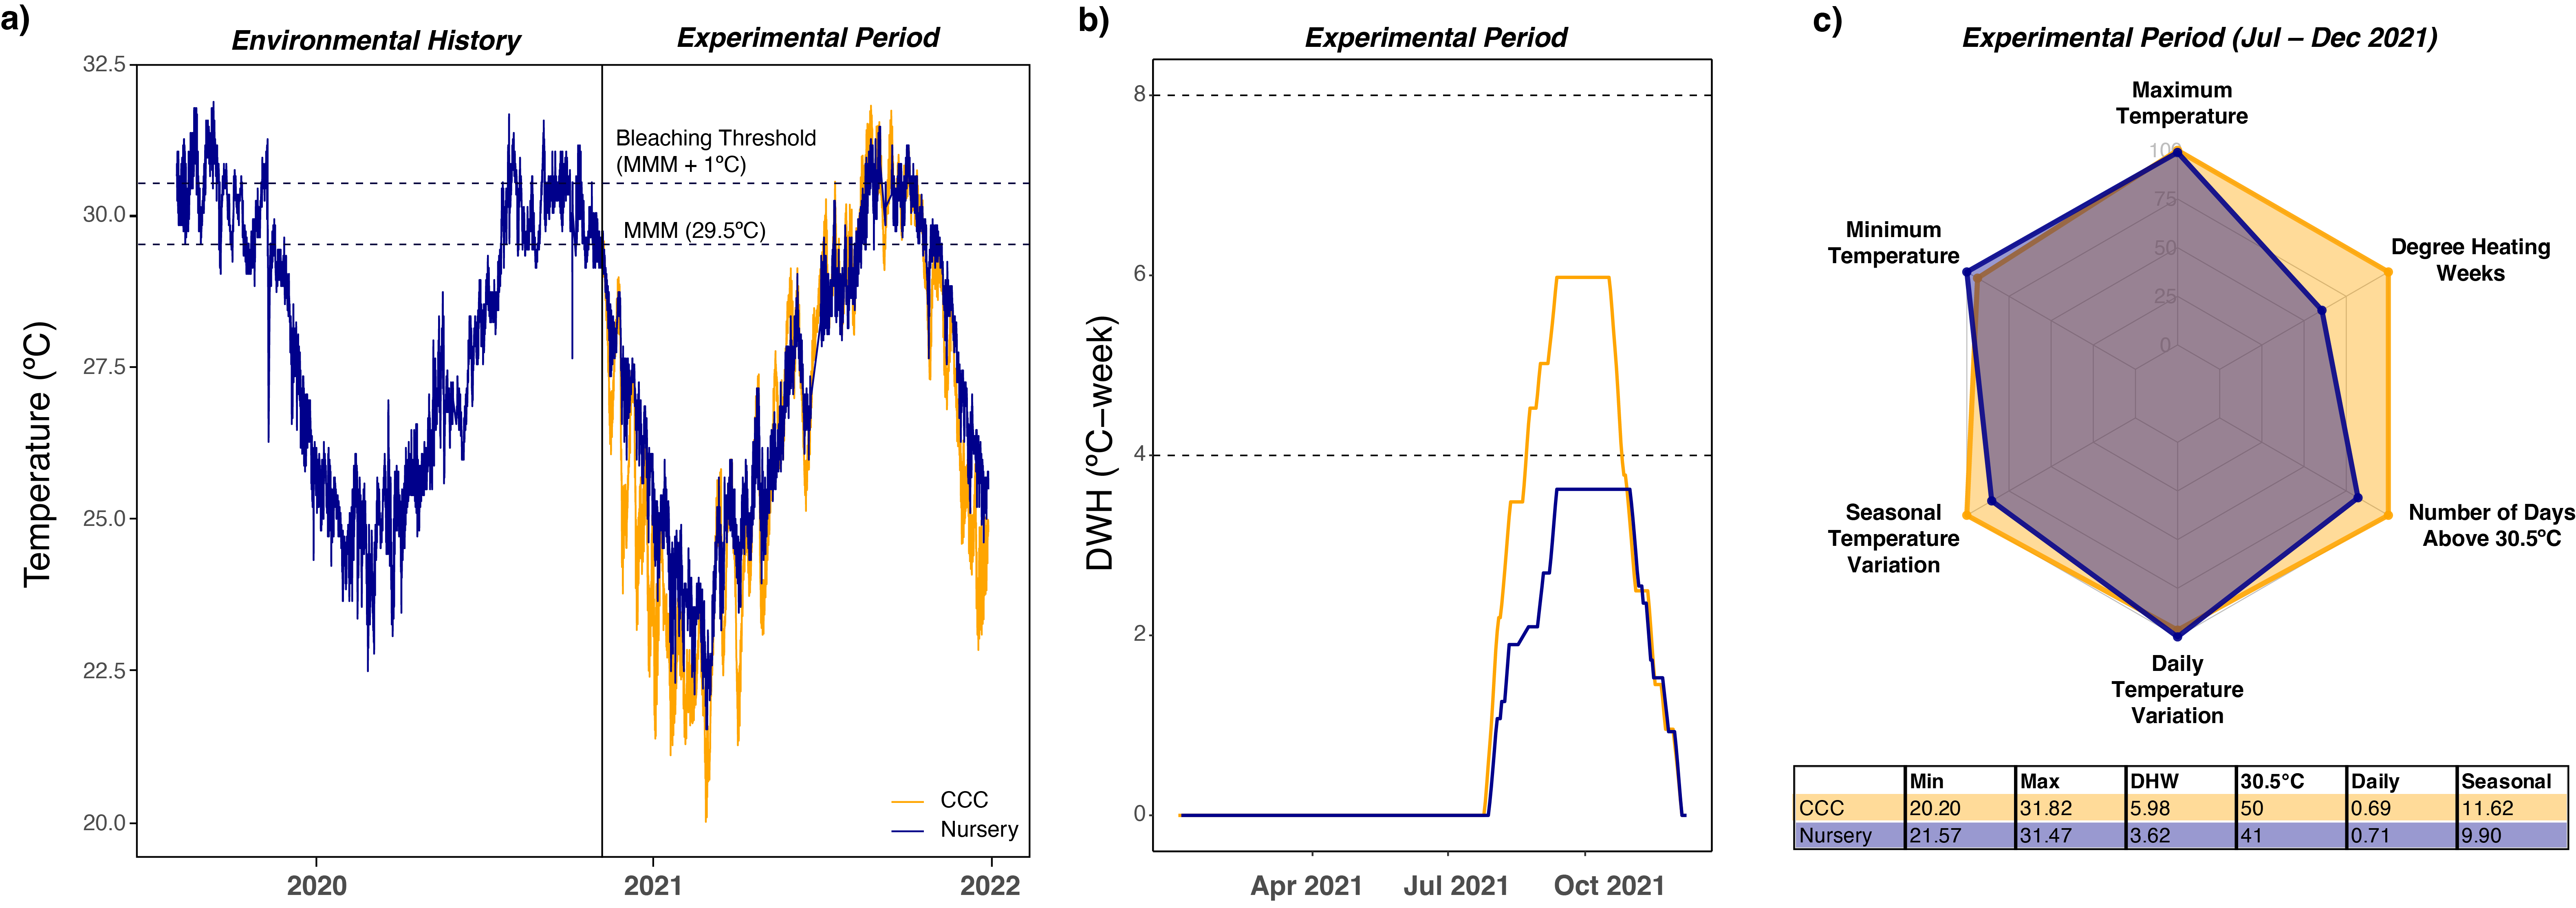 a)
Environmental History
Experimental Period
32.5
30.0
27.5
25.0
22.5
20.0
Temperature (ºC)
Bleaching Threshold
(MMM + 1ºC)
MMM (29.5ºC)
CCC
Nursery
2020
2021
2022
b)
Experimental Period
8
6
4
2
0
DWH (ºC–week)
Apr 2021
Jul 2021
Oct 2021
c)
Experimental Period (Jul – Dec 2021)
Maximum
Temperature
100
75
50
25
0
Minimum
Temperature
Degree Heating
Weeks
Seasonal
Temperature
Variation
Number of Days
Above 30.5ºC
Daily
Temperature
Variation
Min Max DHW 30.5°C Daily Seasonal
CCC 20.20 31.82 5.98 50 0.69 11.62
Nursery 21.57 31.47 3.62 41 0.71 9.90